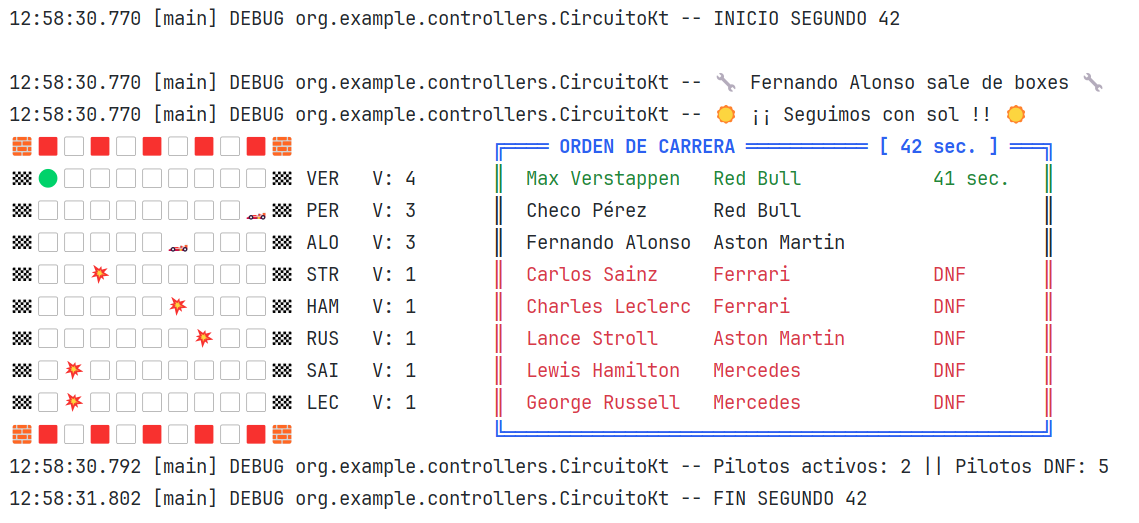 12:58:30.770 [main] DEBUG org.example.controllers.CircuitoKt -- INICIO SEGUNDO 42
12:58:30.770 [main] DEBUG org.example.controllers.CircuitoKt -- 🔧 Fernando Alonso sale de boxes 🔧
12:58:30.770 [main] DEBUG org.example.controllers.CircuitoKt -- 🌞 ¡¡ Seguimos con sol !! 🌞
ORDEN DE CARRERA [ 42 sec. ]
VER V: 4 Max Verstappen Red Bull 41 sec.
PER V: 3 Checo Pérez Red Bull
ALO V: 3 Fernando Alonso Aston Martin
STR V: 1 Carlos Sainz Ferrari DNF
HAM V: 1 Charles Leclerc Ferrari DNF
RUS V: 1 Lance Stroll Aston Martin DNF
SAI V: 1 Lewis Hamilton Mercedes DNF
LEC V: 1 George Russell Mercedes DNF
12:58:30.792 [main] DEBUG org.example.controllers.CircuitoKt -- Pilotos activos: 2 || Pilotos DNF: 5
12:58:31.802 [main] DEBUG org.example.controllers.CircuitoKt -- FIN SEGUNDO 42